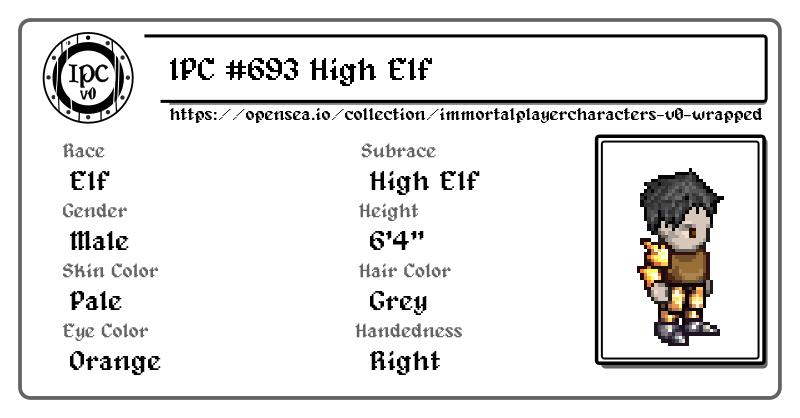 IPC
v0
IPC #693 High Elf
https://opensea.io/collection/immortalplayercharacters-v0-wrapped
Race
Elf
Subrace
High Elf
Gender
Male
Height
6'4"
Skin Color
Pale
Hair Color
Grey
Eye Color
Orange
Handedness
Right